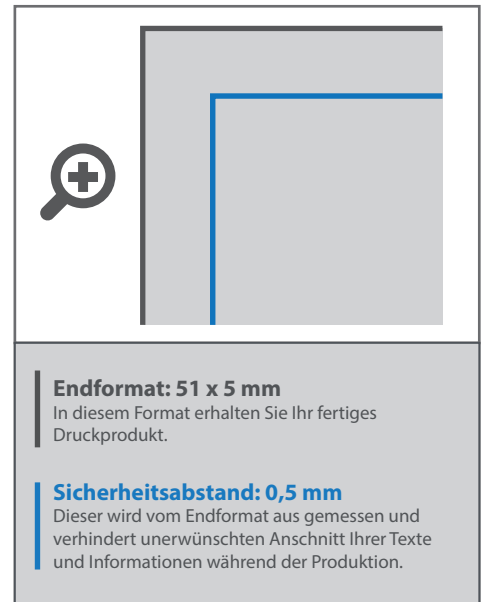 Endformat: 51 x 5 mm
In diesem Format erhalten Sie Ihr fertiges
Druckprodukt.
Sicherheitsabstand: 0,5 mm
Dieser wird vom Endformat aus gemessen und
verhindert unerwünschten Anschnitt Ihrer Texte
und Informationen während der Produktion.